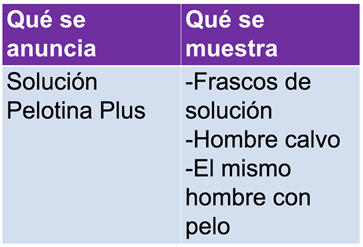 Qué se
anuncia
Qué se
muestra
Solución
Pelotina Plus
-Frascos de
solución
-Hombre calvo
-El mismo
hombre con
pelo